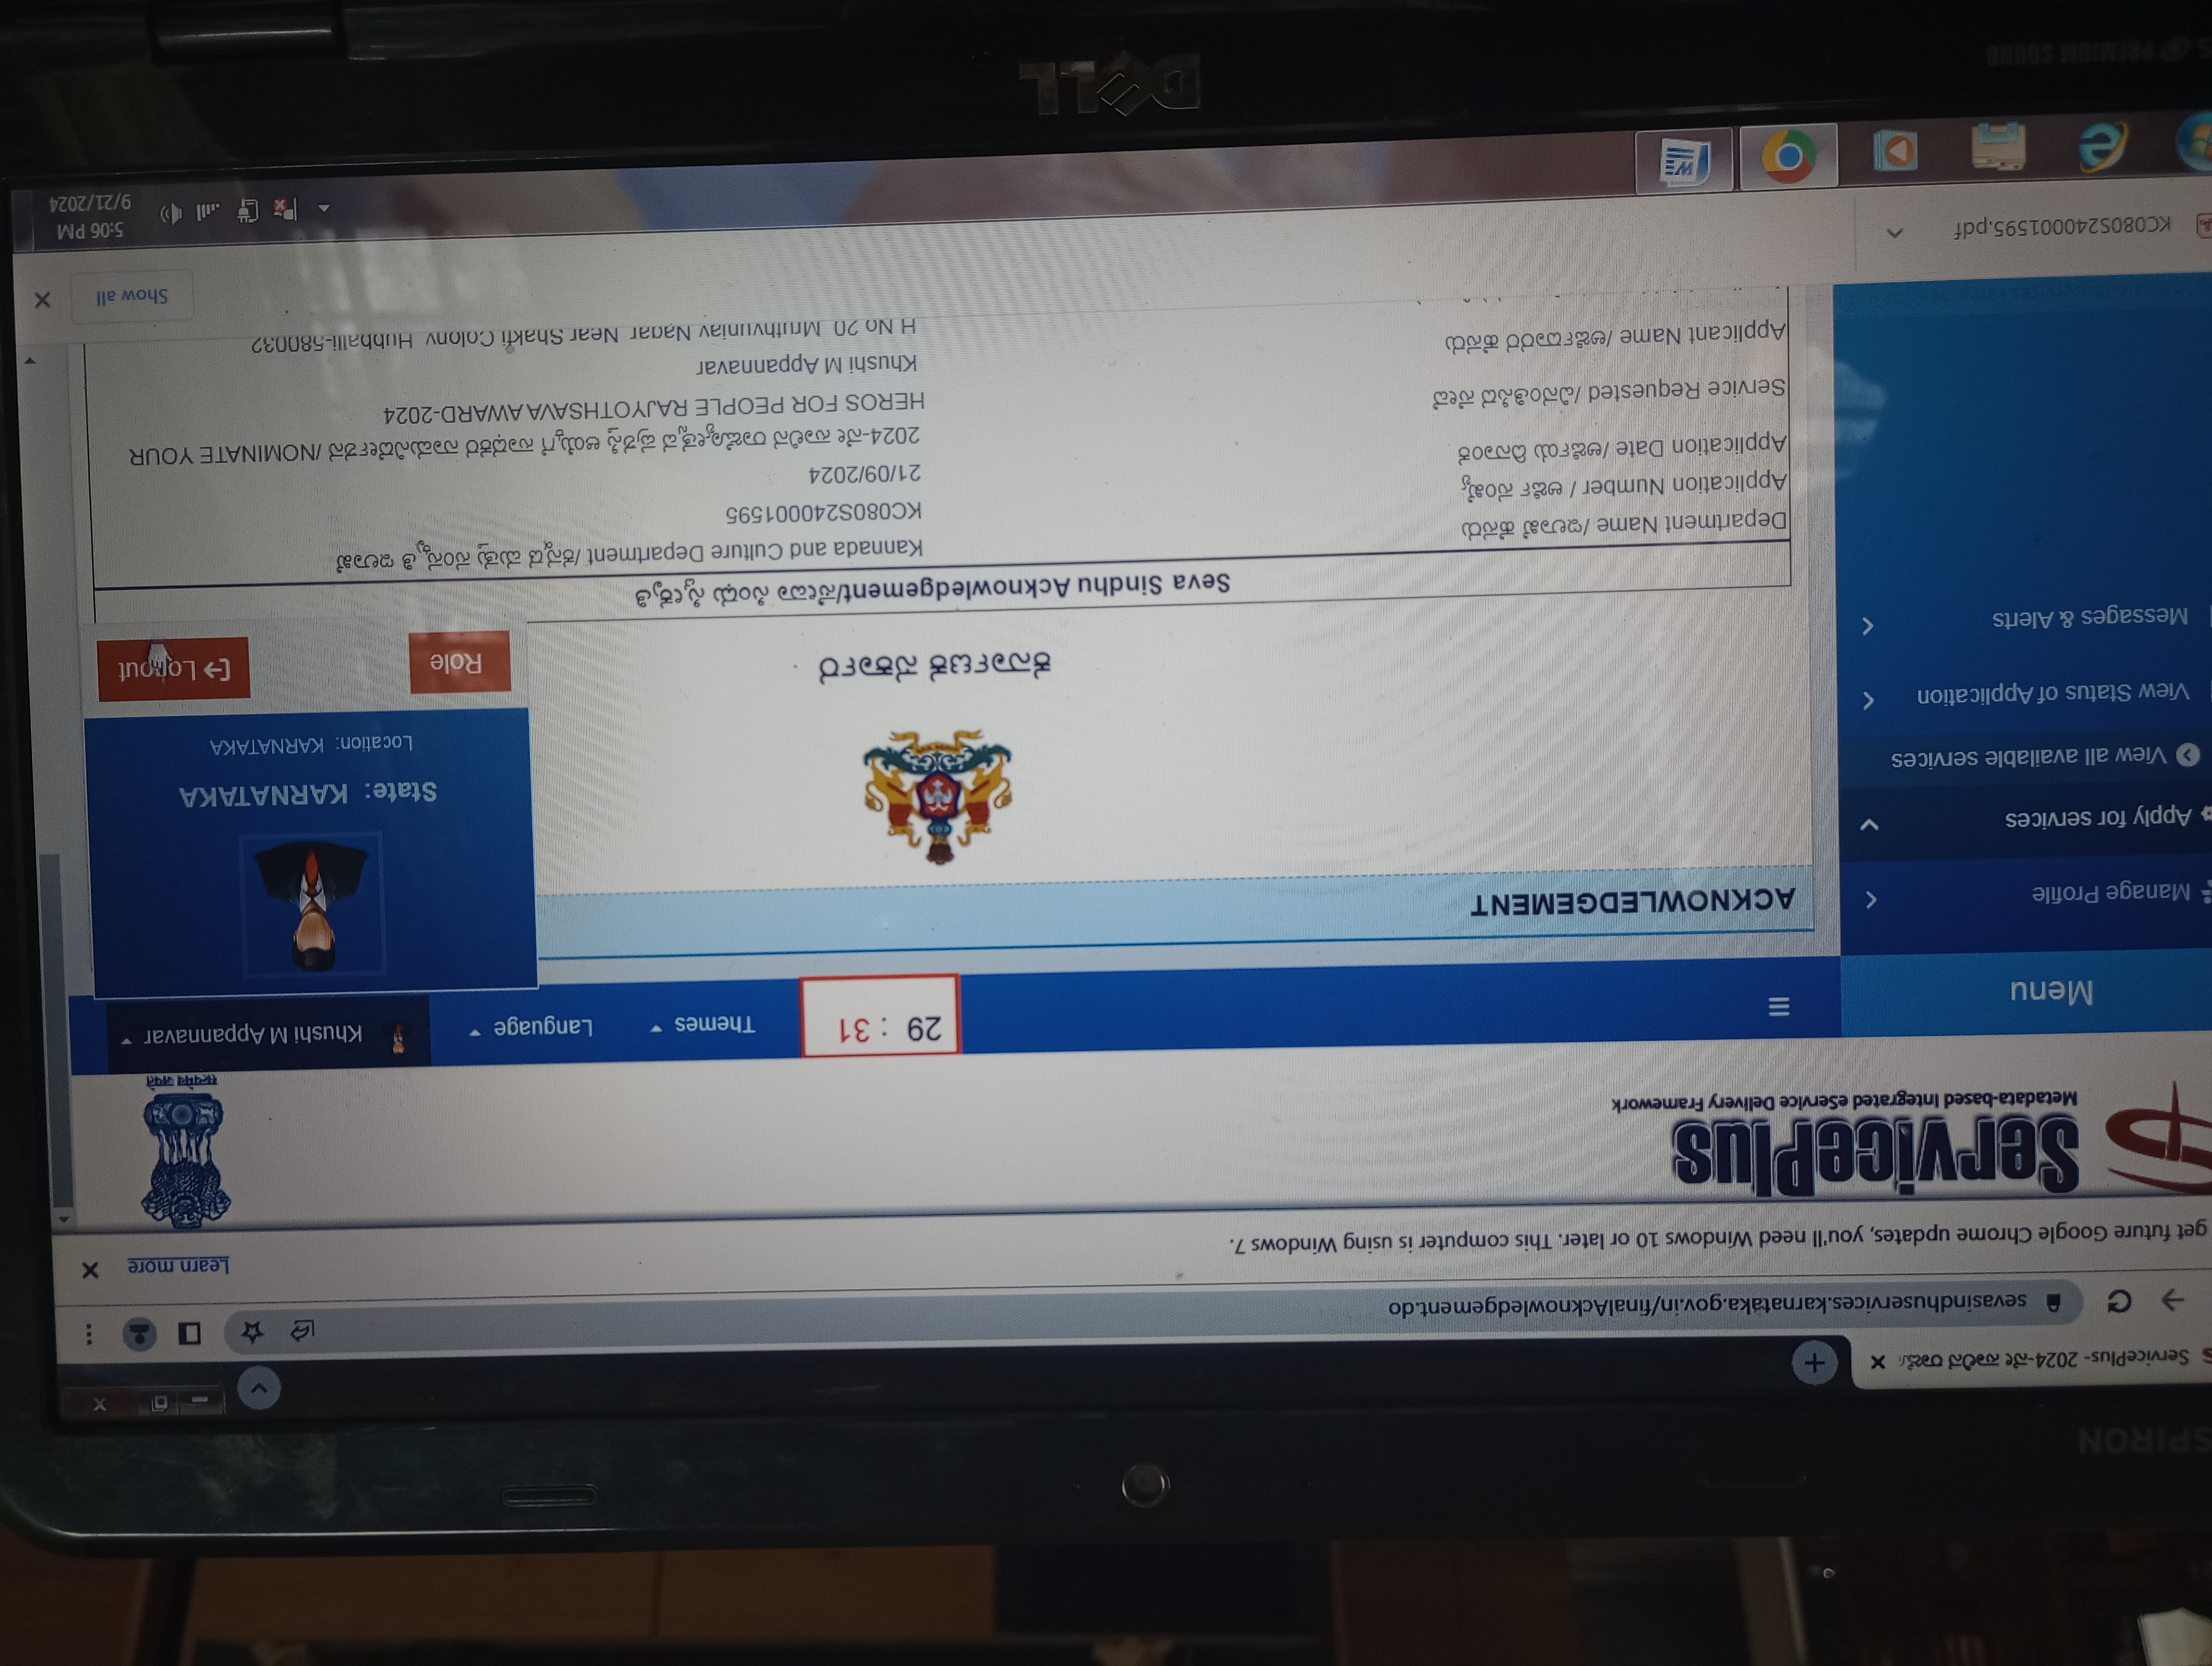 SPIRON
ServicePlus- 2024-ನೇ ಸಾಲಿನ
sevasindhuservices.karnataka.gov.in/finalAcknowledgement.do
get future Google Chrome updates, you'll need Windows 10 or later. This computer is using Windows 7.
Learn more
ServicePlus
Metadata-based Integrated eService Delivery Framework
सत्यमेव जयते
Menu
29 : 31
Themes
Language
Khushi M Appannavar
Manage Profile
Apply for services
View all available services
View Status of Application
Messages & Alerts
ACKNOWLEDGEMENT
State: KARNATAKA
Location: KARNATAKA
Role
Logout
ಕರ್ನಾಟಕ ಸರ್ಕಾರ
Seva Sindhu Acknowledgement/ಸೇವಾ ಸಿಂಧು ಸ್ವೀಕೃತಿ
Department Name /ಇಲಾಖೆ ಹೆಸರು
Kannada and Culture Department /ಕನ್ನಡ ಮತ್ತು ಸಂಸ್ಕೃತಿ ಇಲಾಖೆ
Application Number / ಅರ್ಜಿ ಸಂಖ್ಯೆ
KC080S240001595
Application Date /ಅರ್ಜಿಯ ದಿನಾಂಕ
21/09/2024
Service Requested /ವಿನಂತಿಸಿದ ಸೇವೆ
2024-ನೇ ಸಾಲಿನ ರಾಜ್ಯೋತ್ಸವ ಪ್ರಶಸ್ತಿ ಆಯ್ಕೆಗೆ ಸಾಧಕರ ನಾಮನಿರ್ದೇಶನ /NOMINATE YOUR
HEROS FOR PEOPLE RAJYOTHSAVA AWARD-2024
Applicant Name /ಅರ್ಜಿದಾರರ ಹೆಸರು
Khushi M Appannavar
H No 20 Mruthyunjay Nagar Near Shakti Colony Hubballi-580032
Show all
KC080S240001595.pdf
5:06 PM
9/21/2024
DELL
PREMIUM SOUND